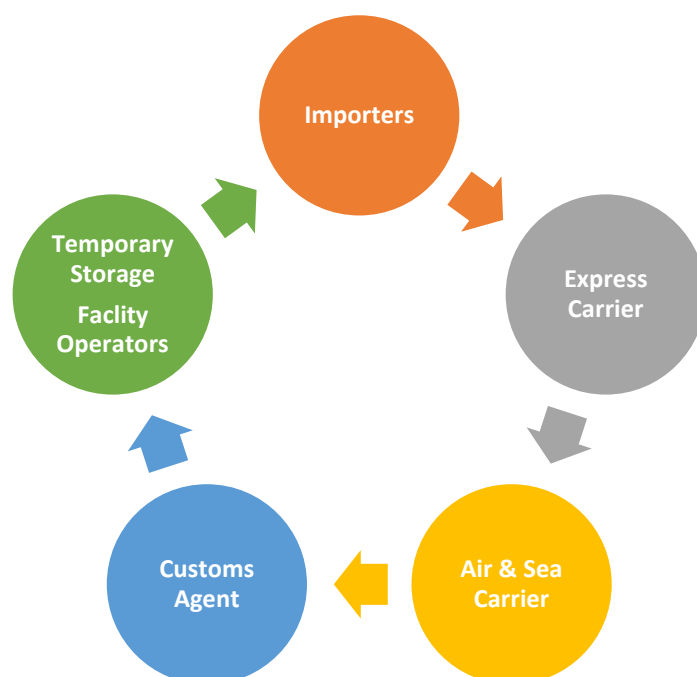 Importers
Express
Carrier
Air & Sea
Carrier
Customs
Agent
Temporary
Storage
Faclity
Operators